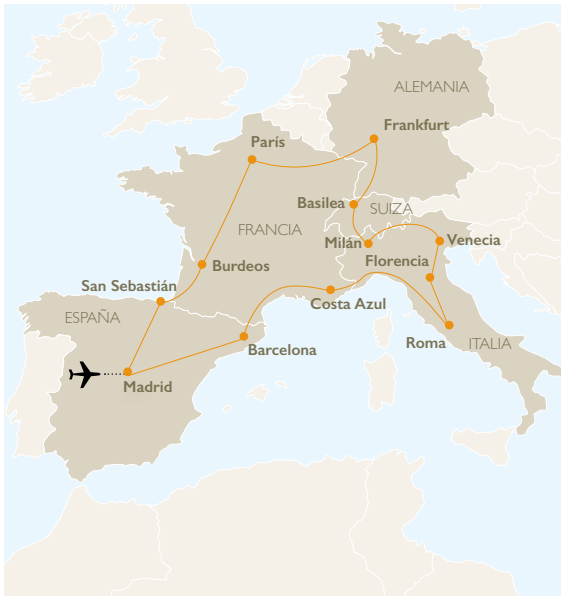 ALEMANIA
Frankfurt
París
Basilea
SUIZA
FRANCIA
Milán
Venecia
Florencia
Burdeos
San Sebastián
Costa Azul
ESPAÑA
Barcelona
Roma
ITALIA
Madrid